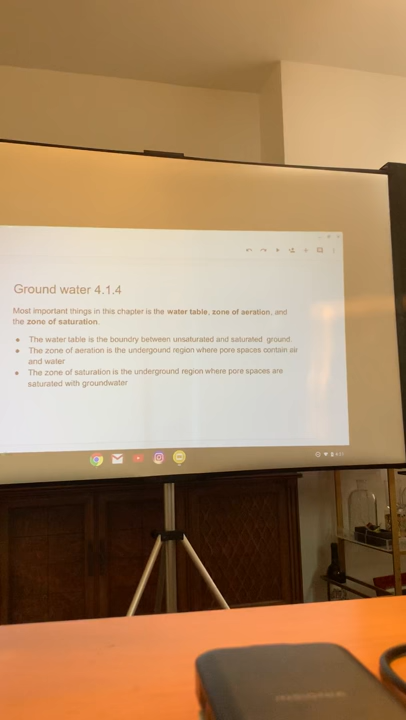 Ground water 4.1.4
Most important things in this chapter is the water table, zone of aeration, and
the zone of saturation.
● The water table is the boundry between unsaturated and saturated ground.
● The zone of aeration is the undergound region where pore spaces contain air
and water
● The zone of saturation is the underground region where pore spaces are
saturated with groundwater